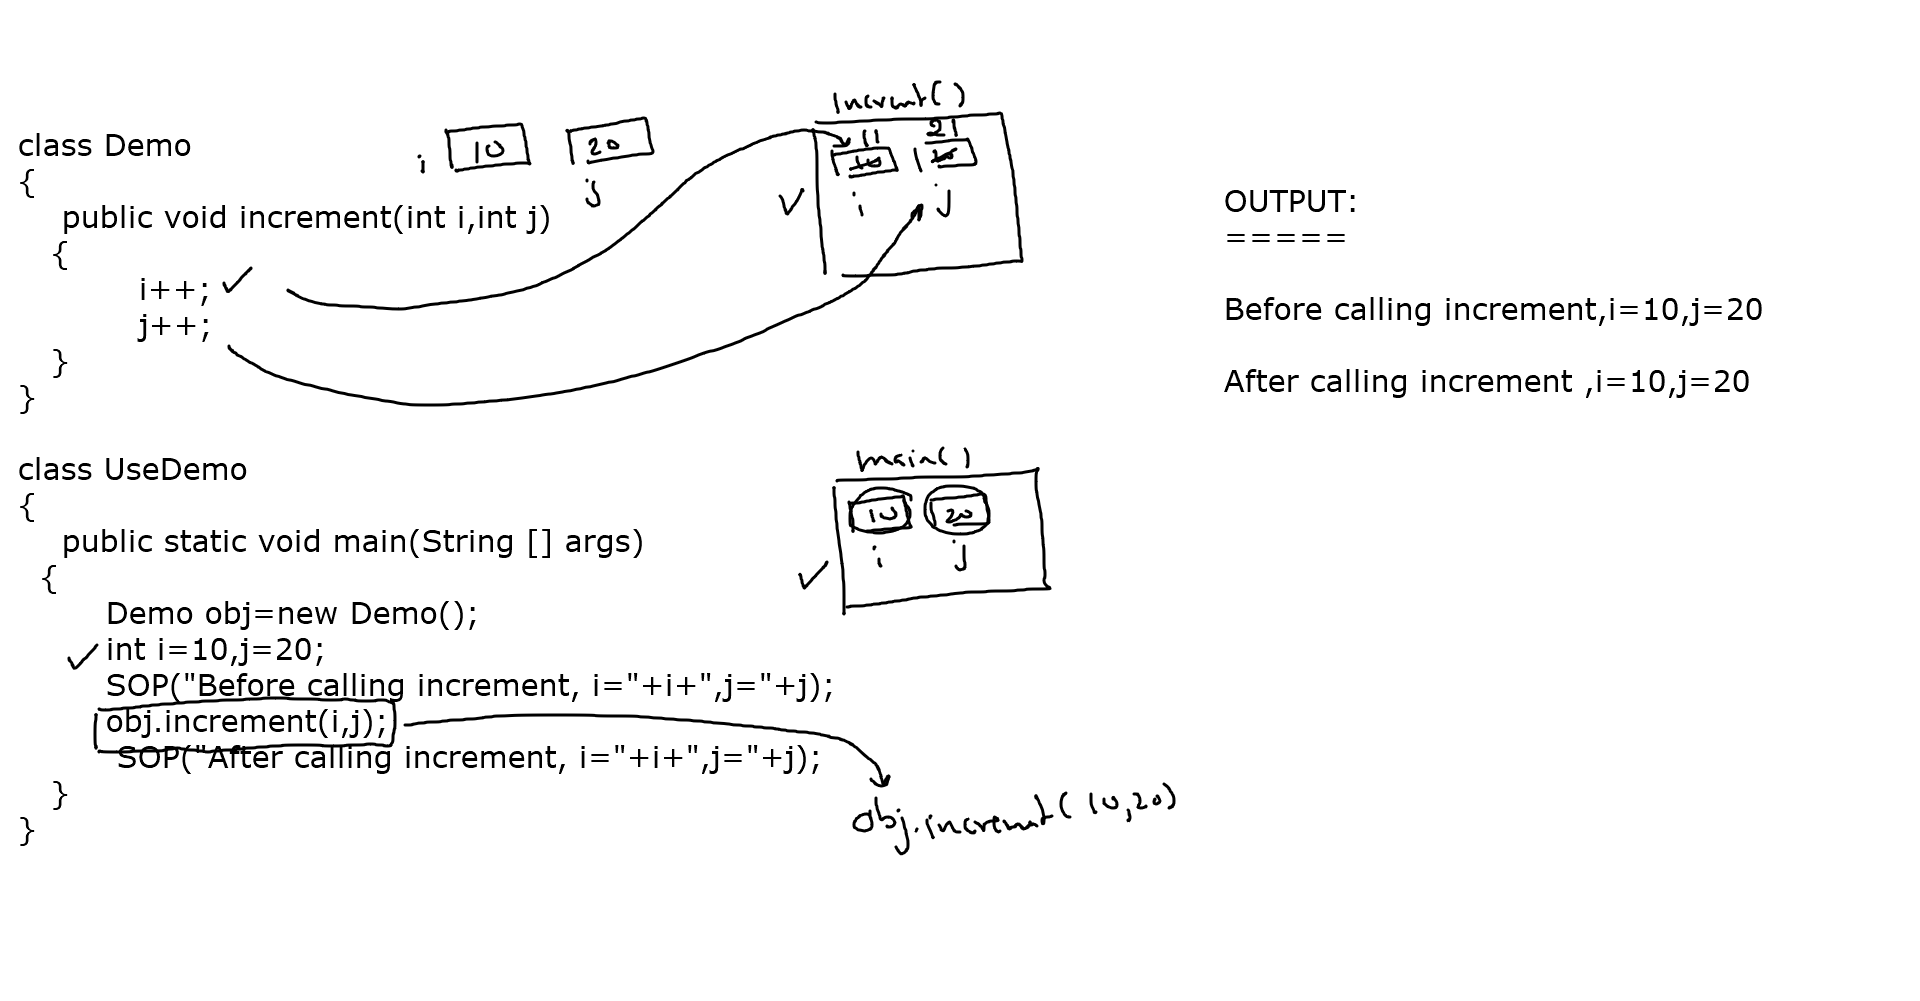 class Demo
{
public void increment(int i,int j)
{
i++;
j++;
}
}
class UseDemo
{
public static void main(String [] args)
{
Demo obj=new Demo();
int i=10,j=20;
SOP("Before calling increment, i="+i+",j="+j);
obj.increment(i,j);
SOP("After calling increment, i="+i+",j="+j);
}
}
i 10 20
j
increment()
11 21
10 20
i j
main()
10 20
i j
obj.increment(10,20)
OUTPUT:
=====
Before calling increment,i=10,j=20
After calling increment ,i=10,j=20